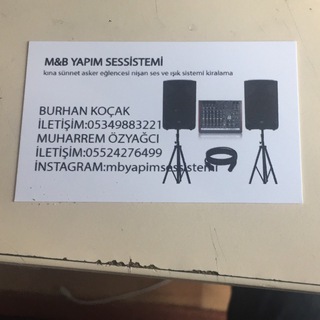 M&B YAPIM SESSİSTEMİ
kına sünnet asker eğlencesi nişan ses ve ışık sistemi kiralama
BURHAN KOÇAK
İLETİŞİM:05349883221
MUHARREM ÖZYAĞCI
İLETİŞİM:05524276499
İNSTAGRAM:mbyapimsessistemi